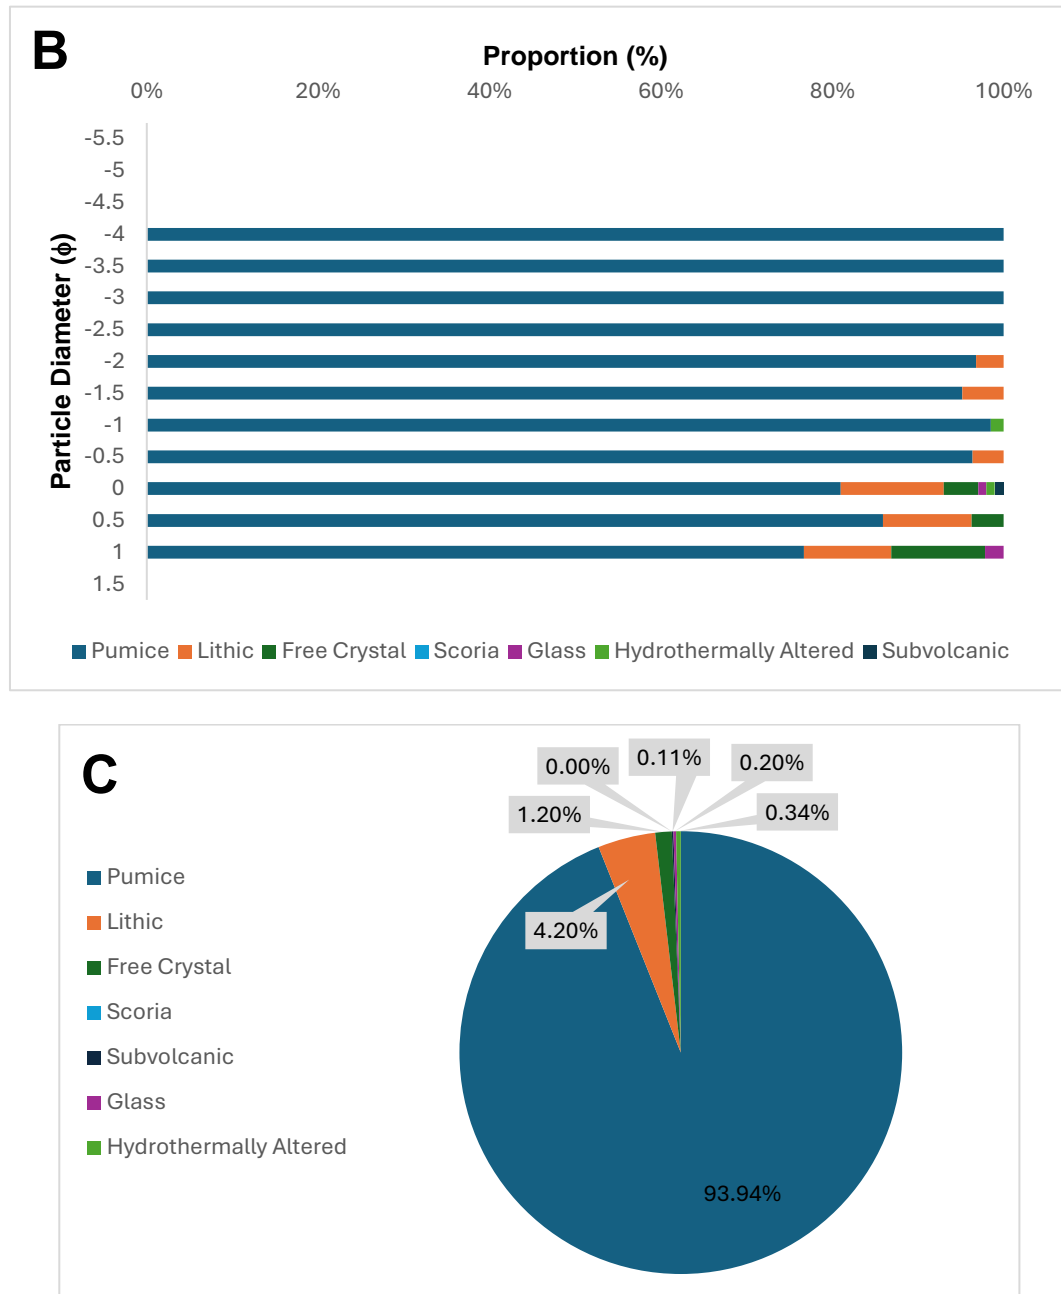 B
Proportion (%)
0% 20% 40% 60% 80% 100%
Particle Diameter (ϕ)
-5.5
-5
-4.5
-4
-3.5
-3
-2.5
-2
-1.5
-1
-0.5
0
0.5
1
1.5
Pumice Lithic Free Crystal Scoria Glass Hydrothermally Altered Subvolcanic
C
0.00% 0.11% 0.20%
1.20% 0.34%
Pumice
Lithic
4.20%
Free Crystal
Scoria
Subvolcanic
Glass
Hydrothermally Altered
93.94%